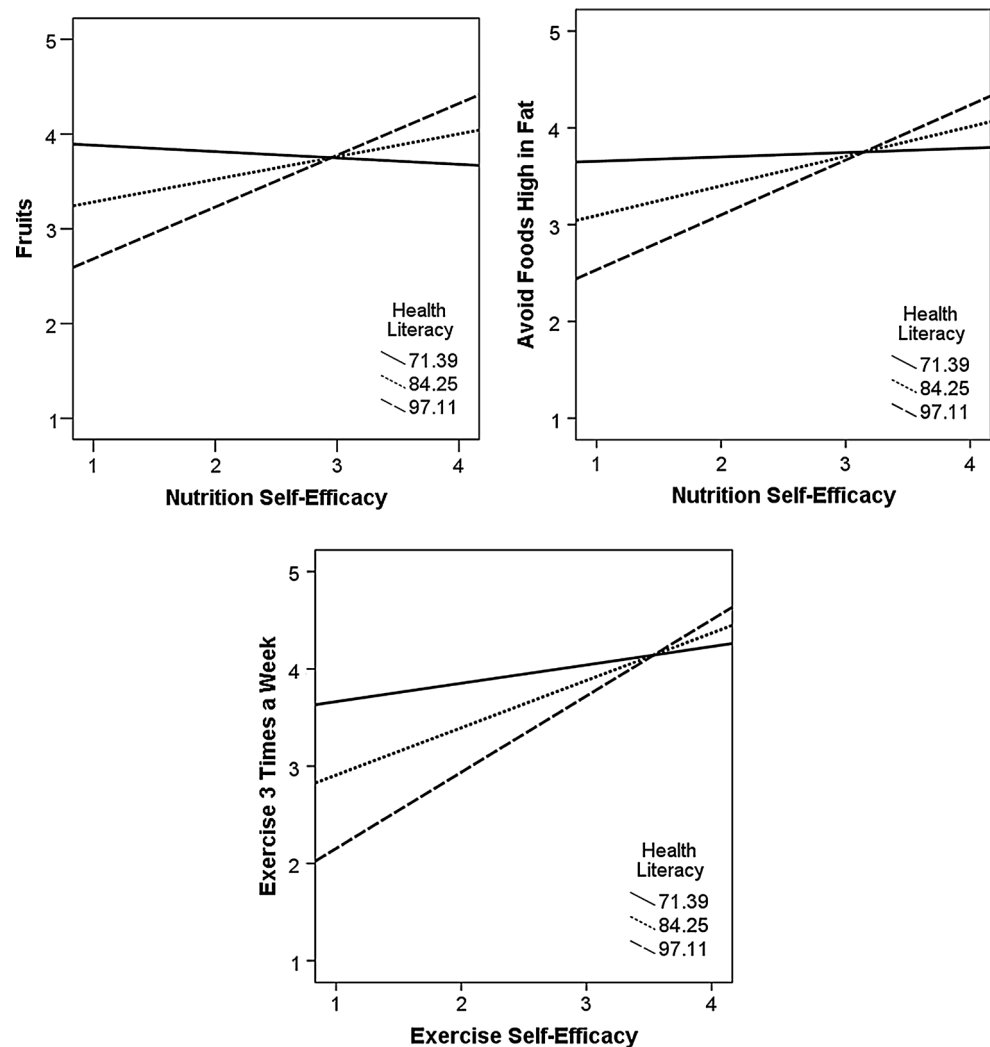 Fruits
5
4
3
2
1
1 2 3 4
Nutrition Self-Efficacy
Health
Literacy
71.39
84.25
97.11
Avoid Foods High in Fat
5
4
3
2
1
1 2 3 4
Nutrition Self-Efficacy
Health
Literacy
71.39
84.25
97.11
Exercise 3 Times a Week
5
4
3
2
1
1 2 3 4
Exercise Self-Efficacy
Health
Literacy
71.39
84.25
97.11